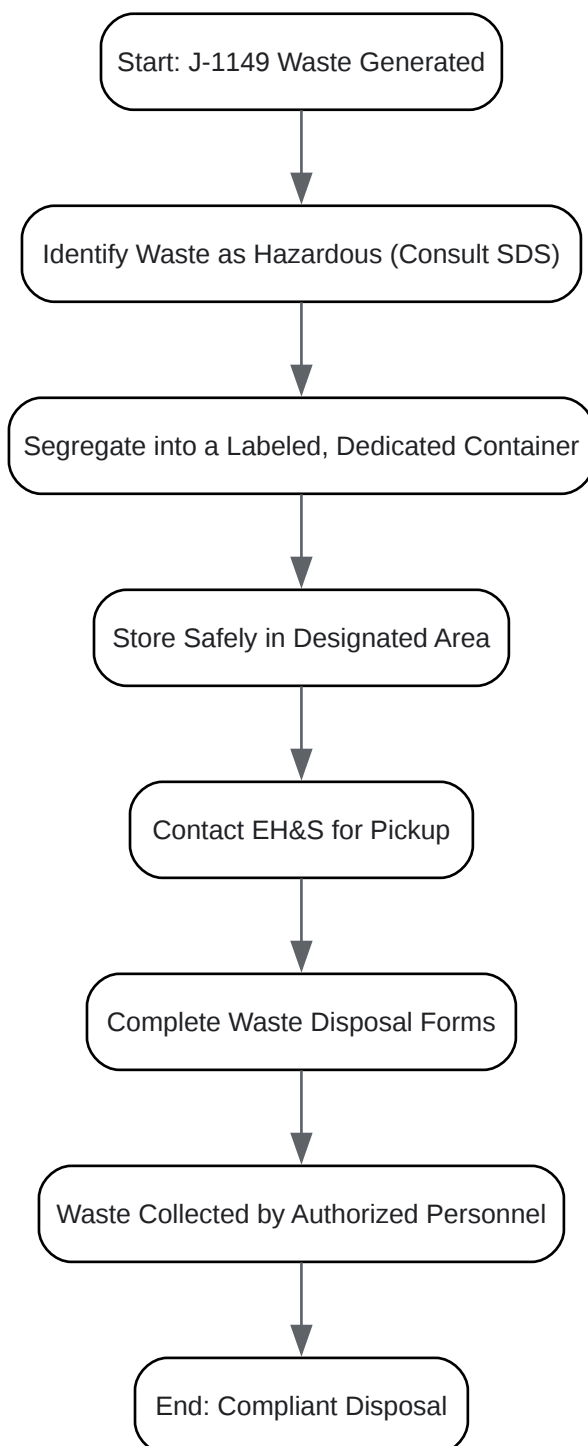 Start: J-1149 Waste Generated
Identify Waste as Hazardous (Consult SDS)
Segregate into a Labeled, Dedicated Container
Store Safely in Designated Area
Contact EH&S for Pickup
Complete Waste Disposal Forms
Waste Collected by Authorized Personnel
End: Compliant Disposal